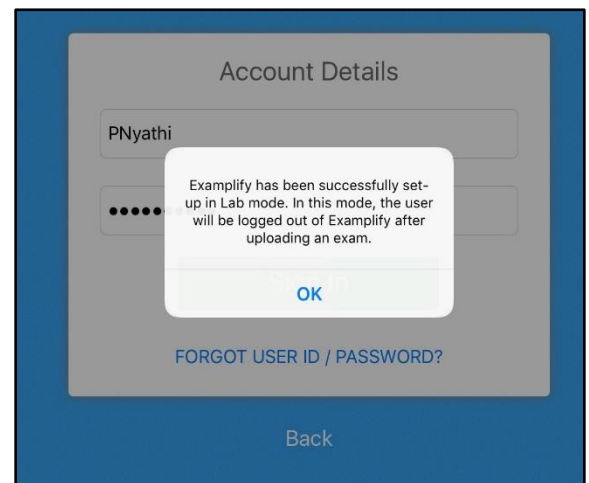 Account Details
PNyathi
Examplify has been successfully set-
up in Lab mode. In this mode, the user
will be logged out of Examplify after
uploading an exam.
OK
FORGOT USER ID / PASSWORD?
Back